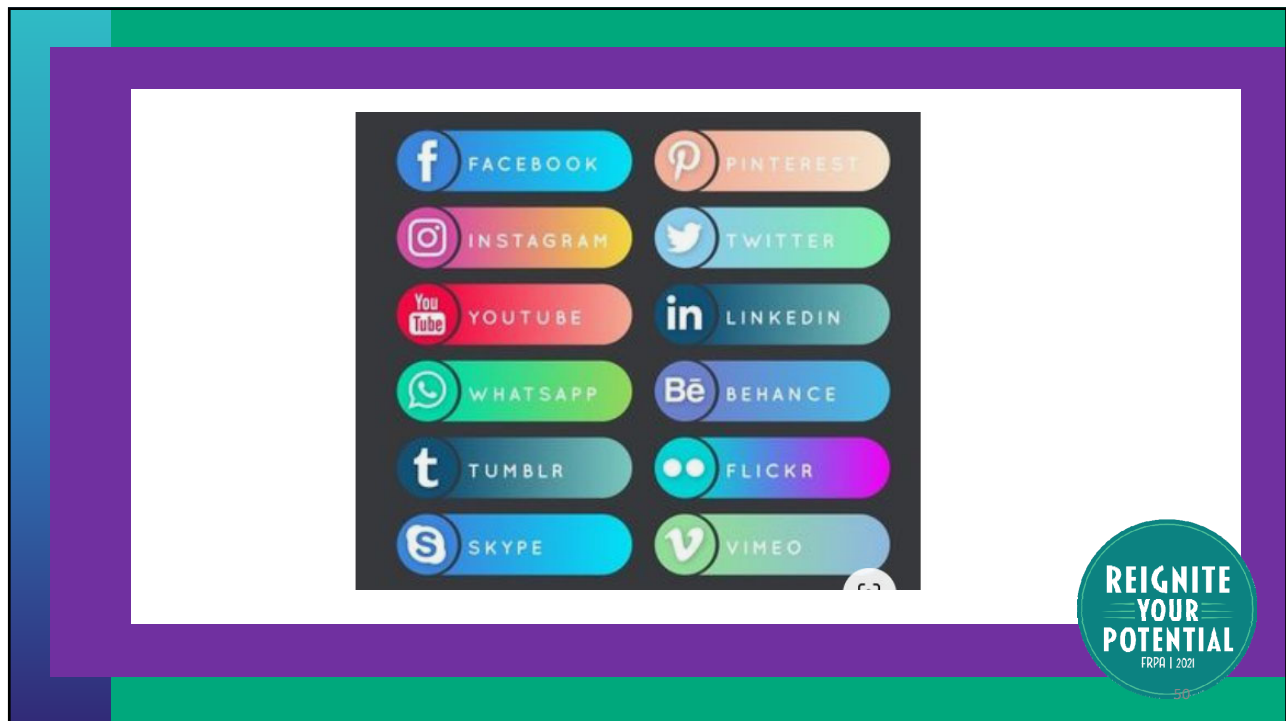 FACEBOOK
PINTEREST
INSTAGRAM
TWITTER
You
Tube
YOUTUBE
in
LINKEDIN
WHATSAPP
Bē
BEHANCE
t
TUMBLR
FLICKR
S
SKYPE
VIMEO
REIGNITE
YOUR
POTENTIAL
FRPA | 2021
50